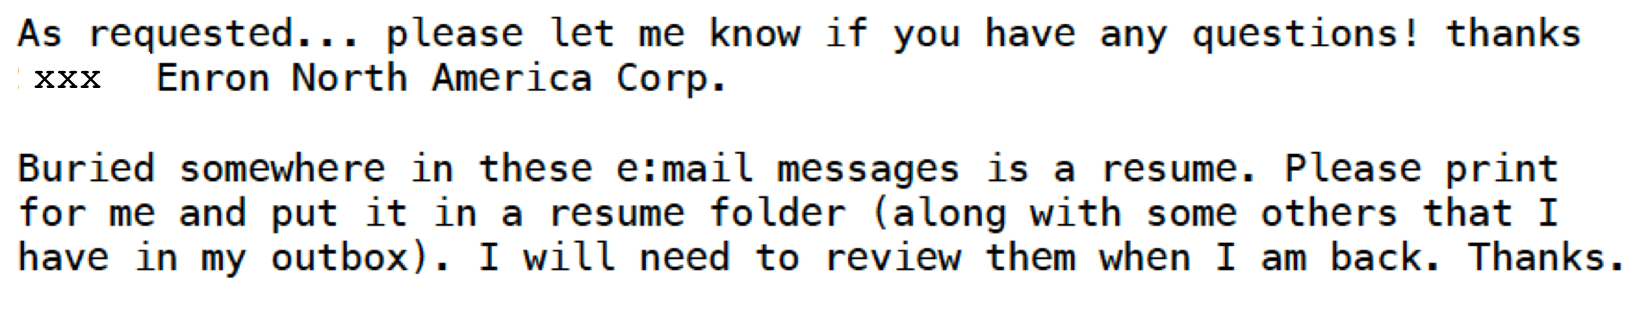 As requested... please let me know if you have any questions! thanks
xxx Enron North America Corp.
Buried somewhere in these e:mail messages is a resume. Please print
for me and put it in a resume folder (along with some others that I
have in my outbox). I will need to review them when I am back. Thanks.